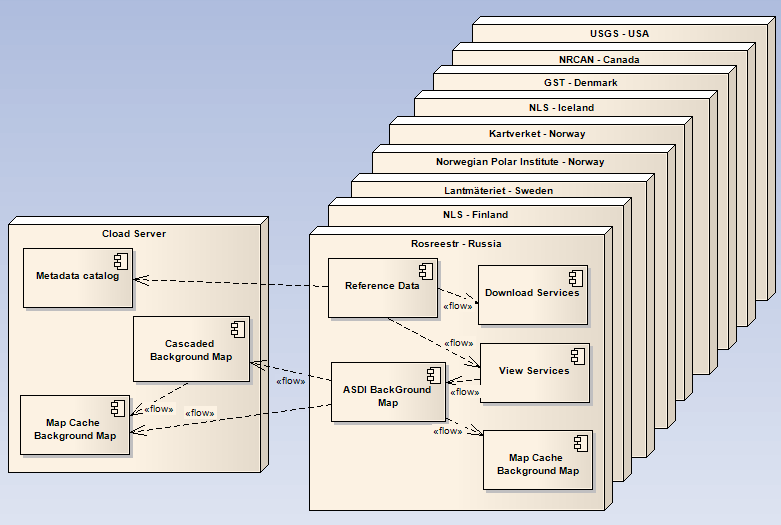 USGS - USA
NRCAN - Canada
GST - Denmark
NLS - Iceland
Kartverket - Norway
Norwegian Polar Institute - Norway
Lantmäteriet - Sweden
NLS - Finland
Rosreestr - Russia
Cload Server
Metadata catalog
Reference Data
Download Services
«flow»
Cascaded
Background Map
«flow»
View Services
«flow»
ASDI BackGround
Map
«flow»
Map Cache
Background Map
«flow»
«flow»
«flow»
Map Cache
Background Map